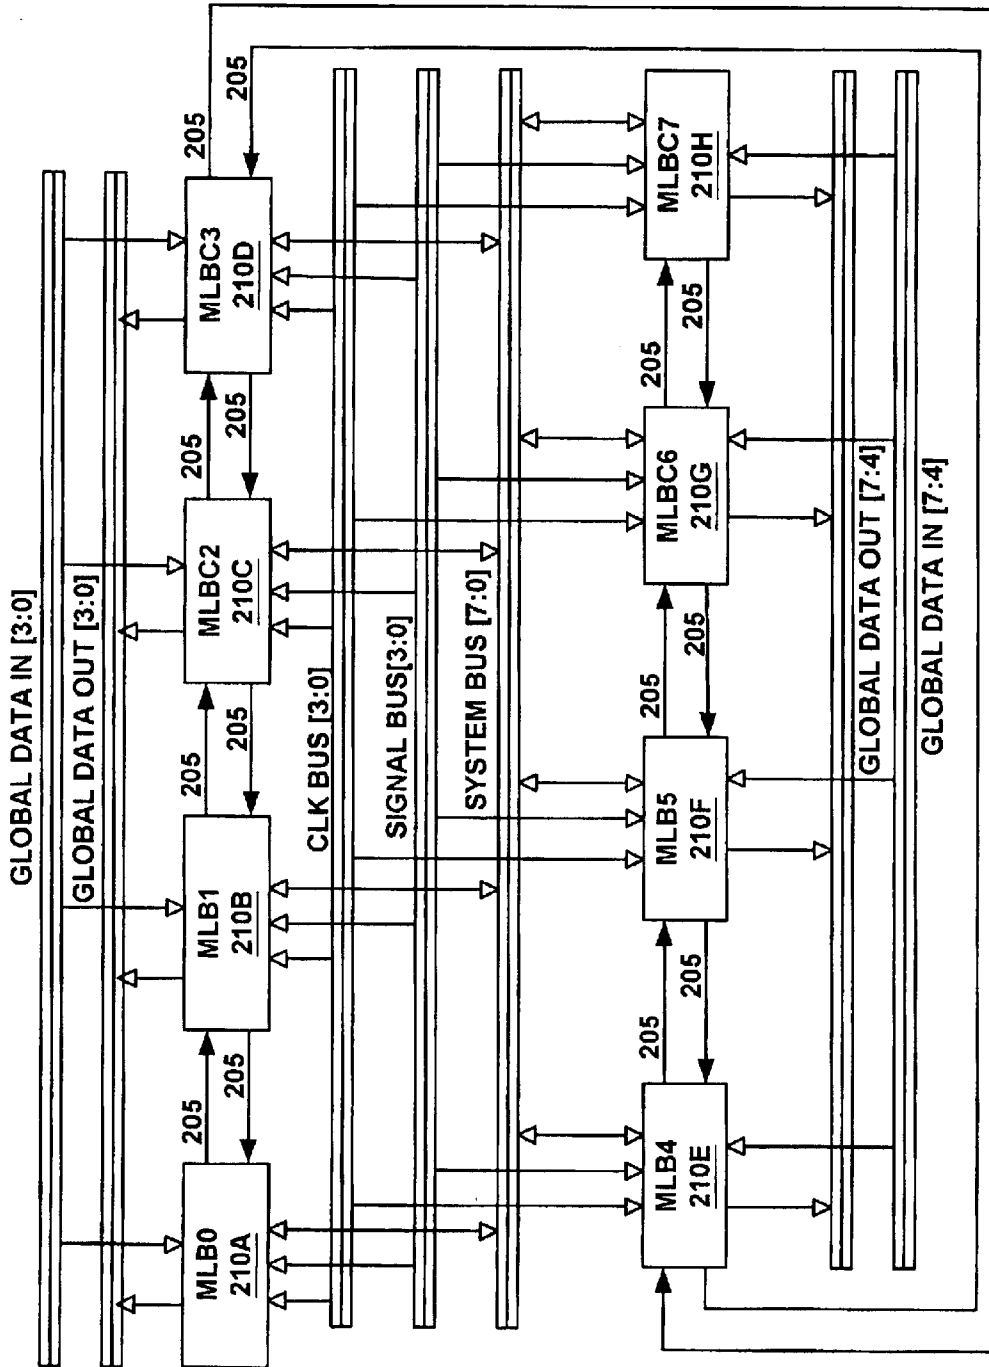 GLOBAL DATA IN [3:0]
GLOBAL DATA OUT [3:0]
MLB0
210A
205
205
MLB1
210B
205
205
MLBC2
210C
205
205
MLBC3
210D
205
205
CLK BUS [3:0]
SIGNAL BUS[3:0]
SYSTEM BUS [7:0]
MLB4
210E
205
205
MLB5
210F
205
205
MLBC6
210G
205
205
MLBC7
210H
GLOBAL DATA OUT [7:4]
GLOBAL DATA IN [7:4]